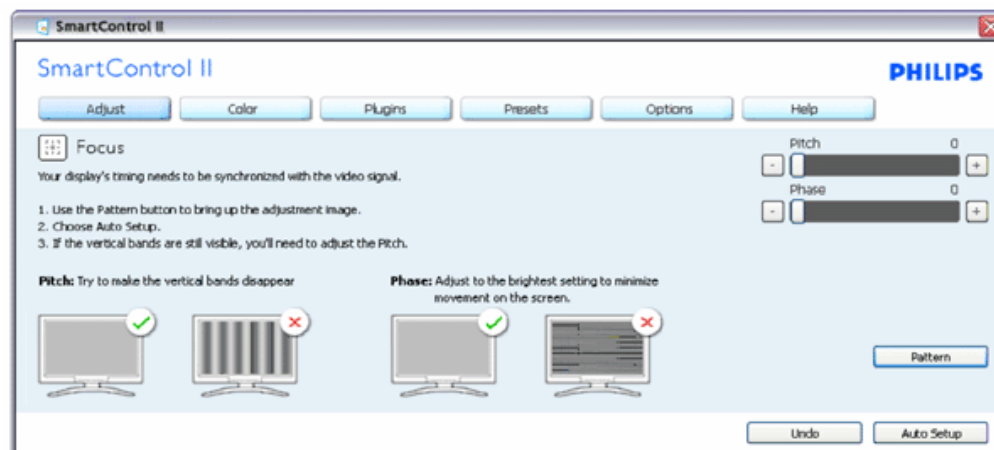 SmartControl II
SmartControl II
PHILIPS
Adjust Color Plugins Presets Options Help
Focus
Pitch 0
Your display's timing needs to be synchronized with the video signal.
- +
Phase 0
1. Use the Pattern button to bring up the adjustment image.
- +
2. Choose Auto Setup.
3. If the vertical bands are still visible, you'll need to adjust the Pitch.
Pitch: Try to make the vertical bands disappear
Phase: Adjust to the brightest setting to minimize
movement on the screen.
Pattern
Undo Auto Setup